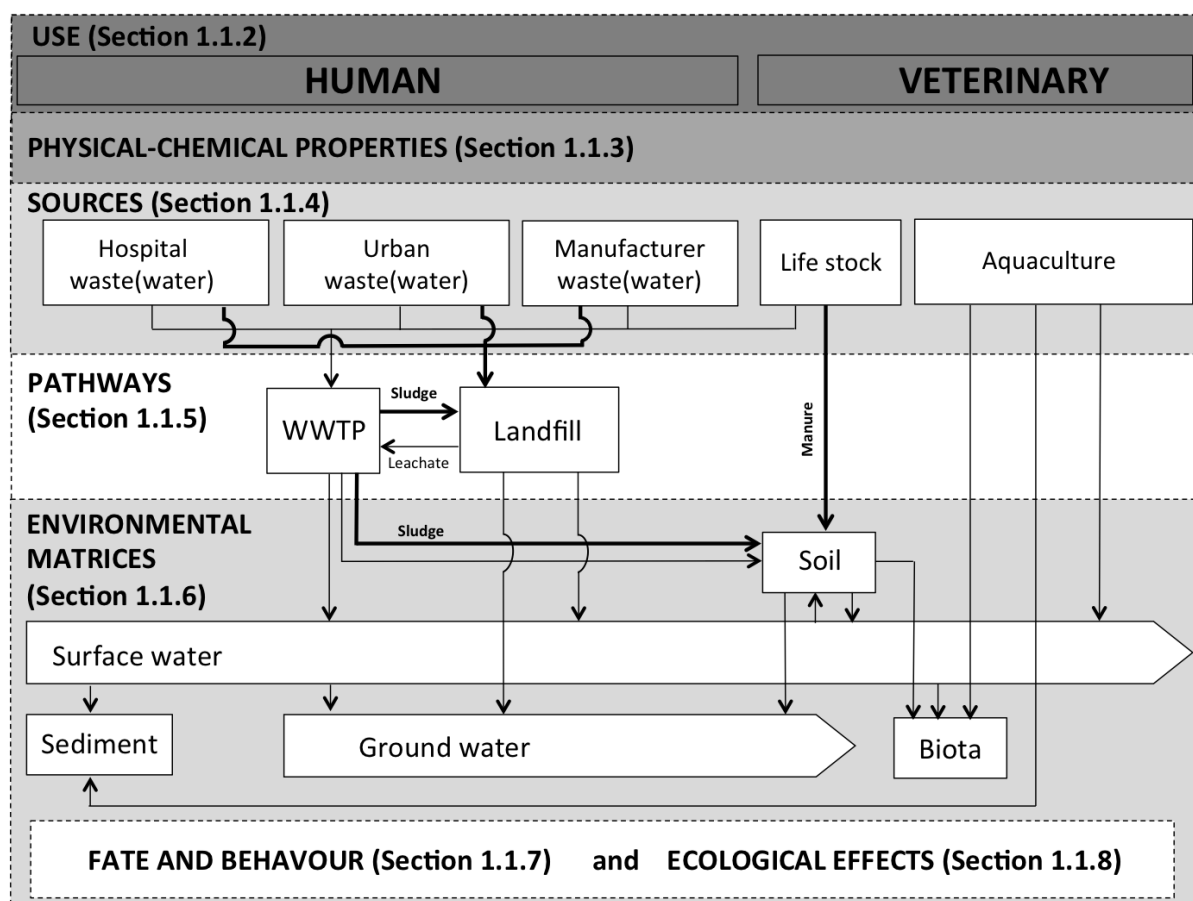 USE (Section 1.1.2)
HUMAN
VETERINARY
PHYSICAL-CHEMICAL PROPERTIES (Section 1.1.3)
SOURCES (Section 1.1.4)
Hospital
waste(water)
Urban
waste(water)
Manufacturer
waste(water)
Life stock
Aquaculture
PATHWAYS
(Section 1.1.5)
WWTP
Sludge
Leachate
Landfill
Manure
ENVIRONMENTAL
MATRICES
(Section 1.1.6)
Sludge
Soil
Surface water
Sediment
Ground water
Biota
FATE AND BEHAVOUR (Section 1.1.7) and ECOLOGICAL EFFECTS (Section 1.1.8)